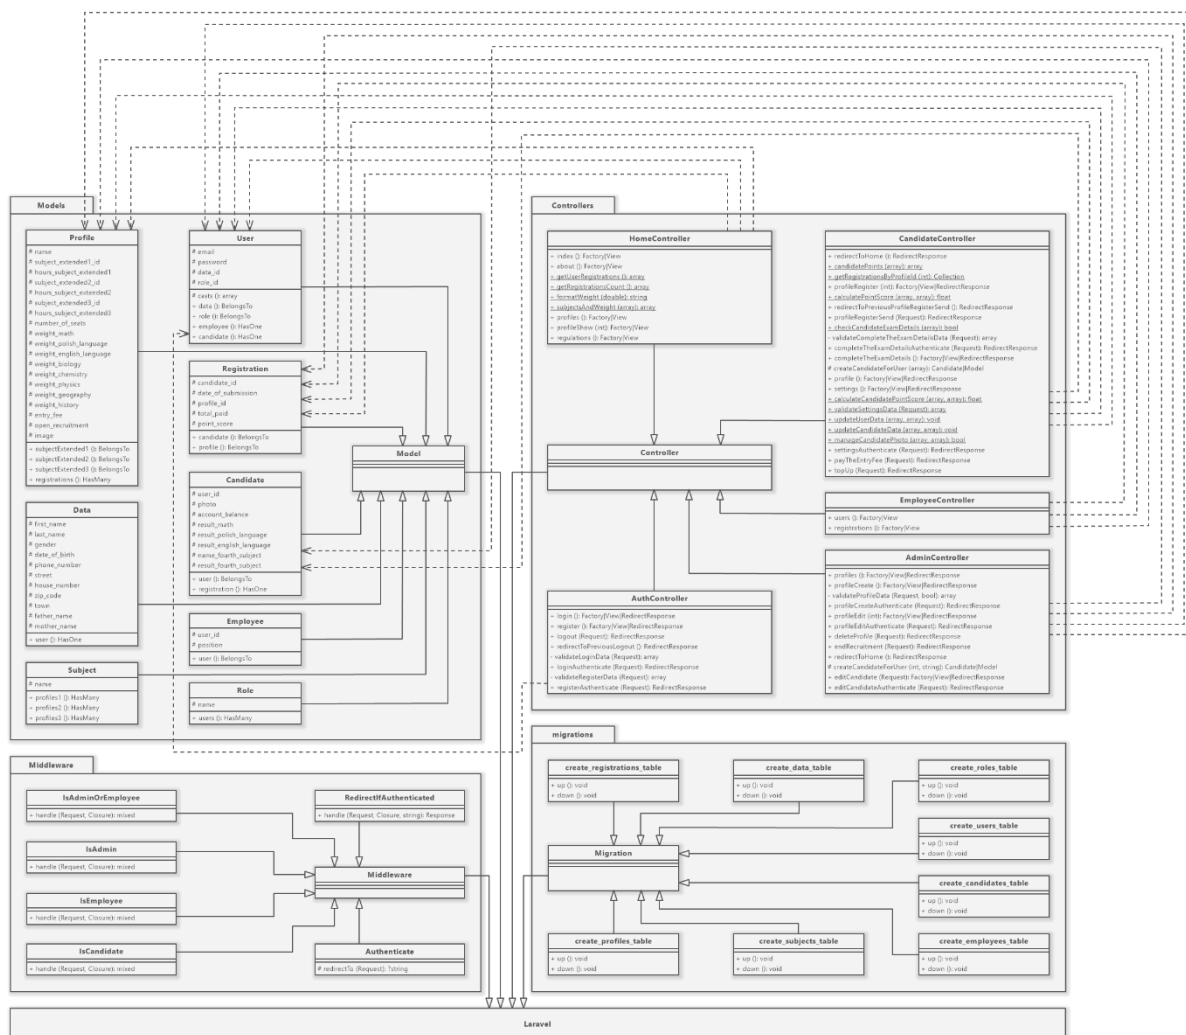 Models
Profile
# name
# subject_extended1_id
# hours_subject_extended1
# subject_extended2_id
# hours_subject_extended2
# subject_extended3_id
# hours_subject_extended3
# number_of_seats
# weight_math
# weight_polish_language
# weight_english_language
# weight_biology
# weight_chemistry
# weight_physics
# weight_geography
# weight_history
# entry_fee
# open_recruitment
# image
+ subjectExtended1 (): BelongsTo
+ subjectExtended2 (): BelongsTo
+ subjectExtended3 (): BelongsTo
+ registrations (): HasMany
Data
# first_name
# last_name
# gender
# date_of_birth
# phone_number
# street
# house_number
# zip_code
# town
# father_name
# mother_name
+ user (): HasOne
Subject
# name
+ profiles1 (): HasMany
+ profiles2 (): HasMany
+ profiles3 (): HasMany
User
# email
# password
# data_id
# role_id
# casts (): array
+ data (): BelongsTo
+ role (): BelongsTo
+ employee (): HasOne
+ candidate (): HasOne
Registration
# candidate_id
# date_of_submission
# profile_id
# total_paid
# point_score
+ candidate (): BelongsTo
+ profile (): BelongsTo
Candidate
# user_id
# photo
# account_balance
# result_math
# result_polish_language
# result_english_language
# name_fourth_subject
# result_fourth_subject
+ user (): BelongsTo
+ registration (): HasOne
Employee
# user_id
# position
+ user (): BelongsTo
Role
# name
+ users (): HasMany
Model
Controllers
HomeController
+ index (): Factory|View
+ about (): Factory|View
+ getUserRegistrations (): array
+ getRegistrationsCount (): array
+ formatWeight (double): string
+ subjectsAndWeight (array): array
+ profiles (): Factory|View
+ profileShow (int): Factory|View
+ regulations (): Factory|View
Controller
AuthController
+ login (): Factory|View|RedirectResponse
+ register (): Factory|View|RedirectResponse
+ logout (Request): RedirectResponse
+ redirectToPreviousLogout (): RedirectResponse
- validateLoginData (Request): array
+ loginAuthenticate (Request): RedirectResponse
- validateRegisterData (Request): array
+ registerAuthenticate (Request): RedirectResponse
CandidateController
+ redirectToHome (): RedirectResponse
+ candidatePoints (array): array
+ getRegistrationsByProfileId (int): Collection
+ profileRegister (int): Factory|View|RedirectResponse
+ calculatePointScore (array, array): float
+ redirectToPreviousProfileRegisterSend (): RedirectResponse
+ profileRegisterSend (Request): RedirectResponse
+ checkCandidateExamDetails (array): bool
- validateCompleteTheExamDetailsData (Request): array
+ completeTheExamDetailsAuthenticate (Request): RedirectResponse
+ completeTheExamDetails (): Factory|View|RedirectResponse
# createCandidateForUser (array): Candidate|Model
+ profile (): Factory|View|RedirectResponse
+ settings (): Factory|View|RedirectResponse
+ calculateCandidatePointScore (array, array): float
+ validateSettingsData (Request): array
+ updateUserData (array, array): void
+ updateCandidateData (array, array): void
+ manageCandidatePhoto (array, array): bool
+ settingsAuthenticate (Request): RedirectResponse
+ payTheEntryFee (Request): RedirectResponse
+ topUp (Request): RedirectResponse
EmployeeController
+ users (): Factory|View
+ registrations (): Factory|View
AdminController
+ profiles (): Factory|View|RedirectResponse
+ profileCreate (): Factory|View|RedirectResponse
- validateProfileData (Request, bool): array
+ profileCreateAuthenticate (Request): RedirectResponse
+ profileEdit (int): Factory|View|RedirectResponse
+ profileEditAuthenticate (Request): RedirectResponse
+ deleteProfile (Request): RedirectResponse
+ endRecruitment (Request): RedirectResponse
+ redirectToHome (): RedirectResponse
# createCandidateForUser (int, string): Candidate|Model
+ editCandidate (Request): Factory|View|RedirectResponse
+ editCandidateAuthenticate (Request): RedirectResponse
Middleware
IsAdminOrEmployee
+ handle (Request, Closure): mixed
IsAdmin
+ handle (Request, Closure): mixed
IsEmployee
+ handle (Request, Closure): mixed
IsCandidate
+ handle (Request, Closure): mixed
RedirectIfAuthenticated
+ handle (Request, Closure, string): Response
Middleware
Authenticate
# redirectTo (Request): ?string
migrations
create_registrations_table
+ up (): void
+ down (): void
create_data_table
+ up (): void
+ down (): void
create_roles_table
+ up (): void
+ down (): void
create_users_table
+ up (): void
+ down (): void
Migration
create_candidates_table
+ up (): void
+ down (): void
create_profiles_table
+ up (): void
+ down (): void
create_subjects_table
+ up (): void
+ down (): void
create_employees_table
+ up (): void
+ down (): void
Laravel